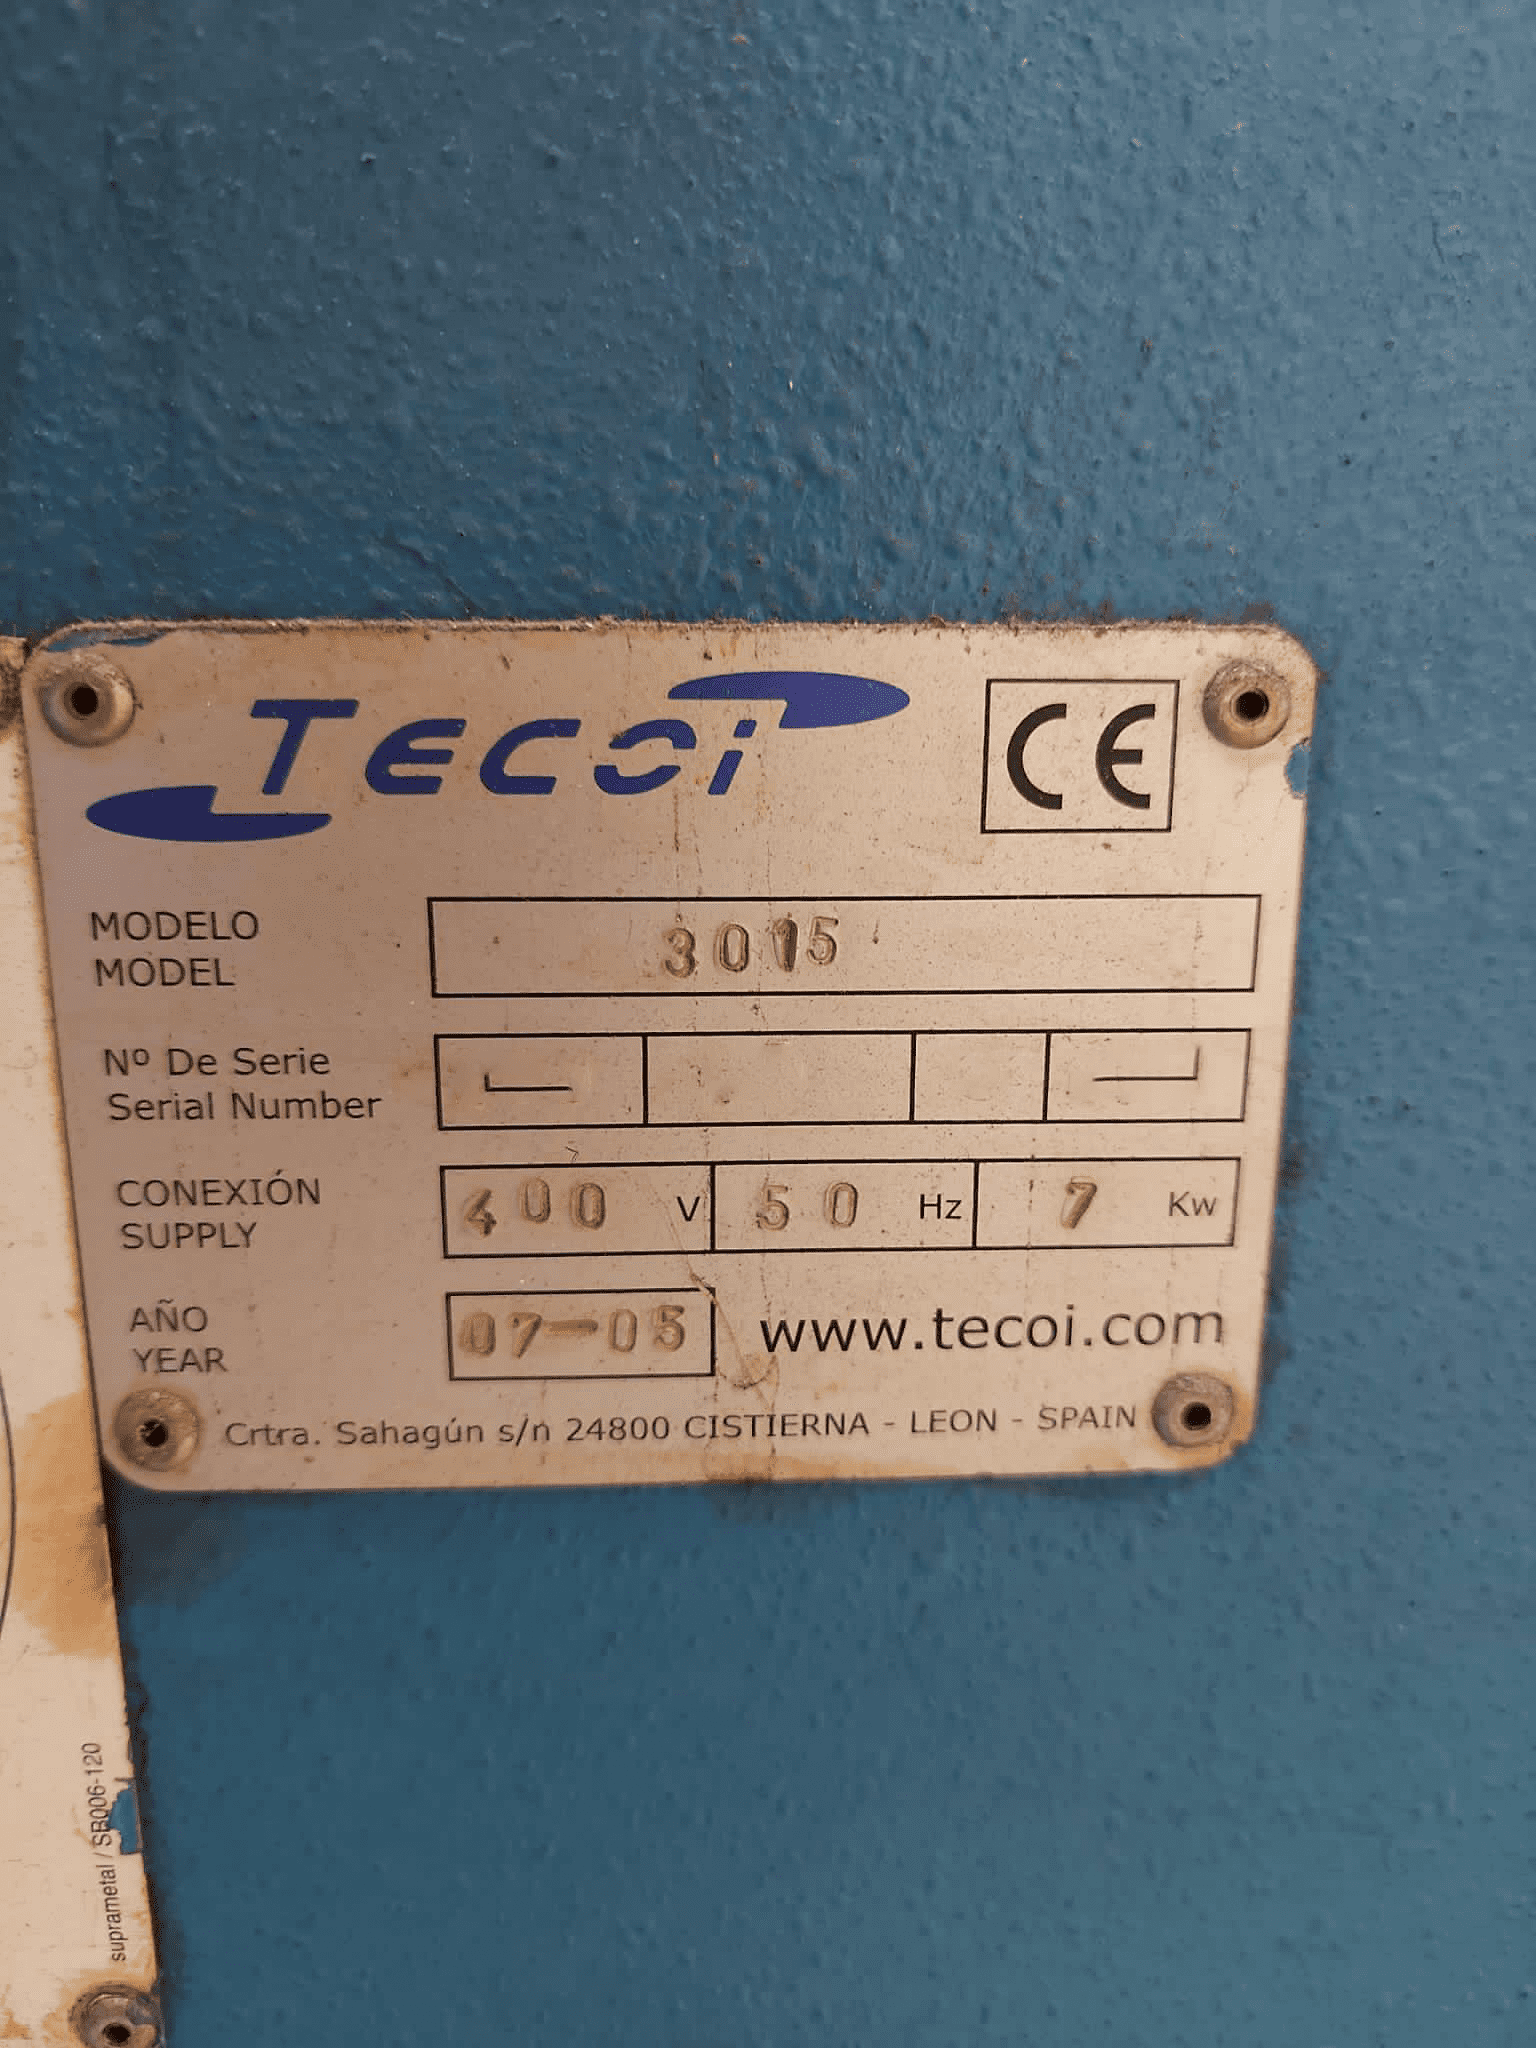 TECOi
CE
MODELO
MODEL
3015
Nº De Serie
Serial Number
CONEXIÓN
SUPPLY
400 V 50 Hz 7 Kw
AÑO
YEAR
07-05
www.tecoi.com
Crtra. Sahagún s/n 24800 CISTIERNA - LEON - SPAIN
suprametal / SB006-120